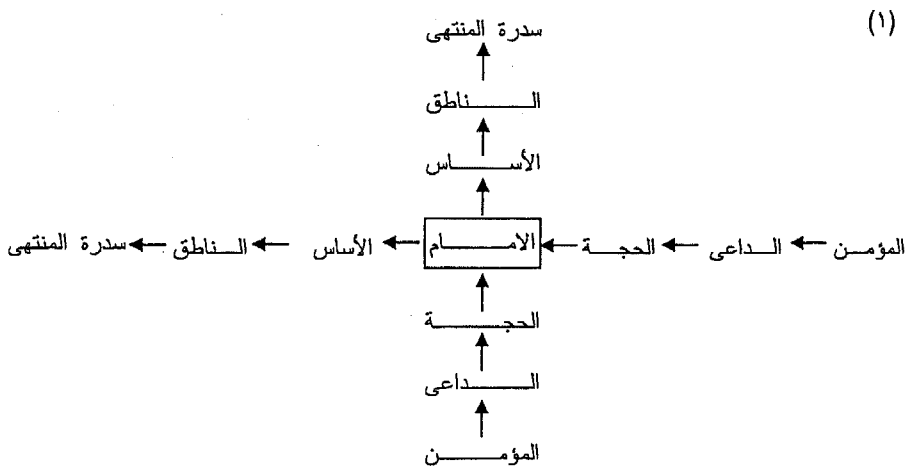 (١)
سدرة المنتهى
الناطق
الأساس
المؤمن الداعى الحجة الامام الأساس الناطق سدرة المنتهى
الحجة
الداعى
المؤمن